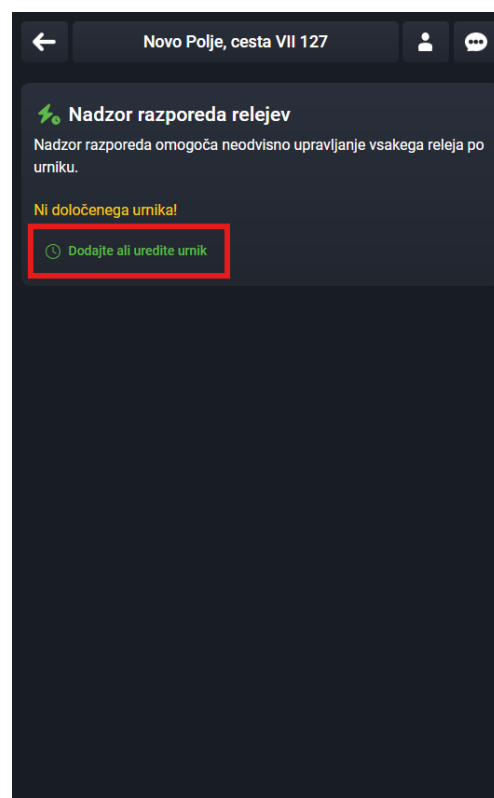 Novo Polje, cesta VII 127
Nadzor razporeda relejev
Nadzor razporeda omogoča neodvisno upravljanje vsakega releja po
urniku.
Ni določenega urnika!
Dodajte ali uredite urnik